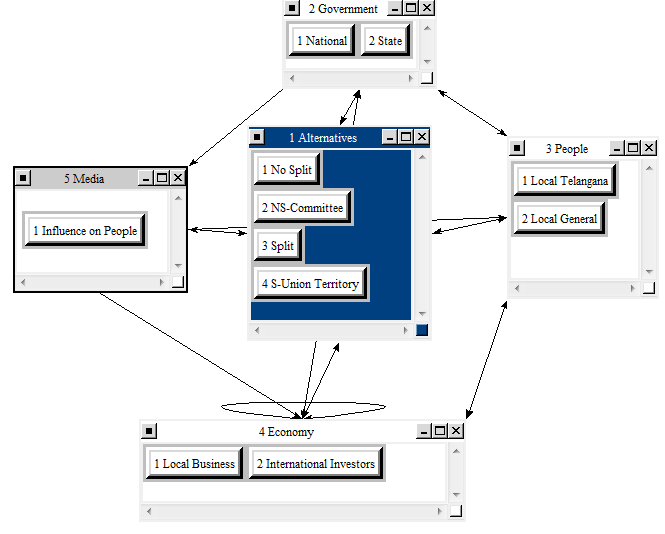 2 Government
1 National
2 State
1 Alternatives
1 No Split
2 NS-Committee
3 Split
4 S-Union Territory
3 People
1 Local Telangana
2 Local General
5 Media
1 Influence on People
4 Economy
1 Local Business
2 International Investors